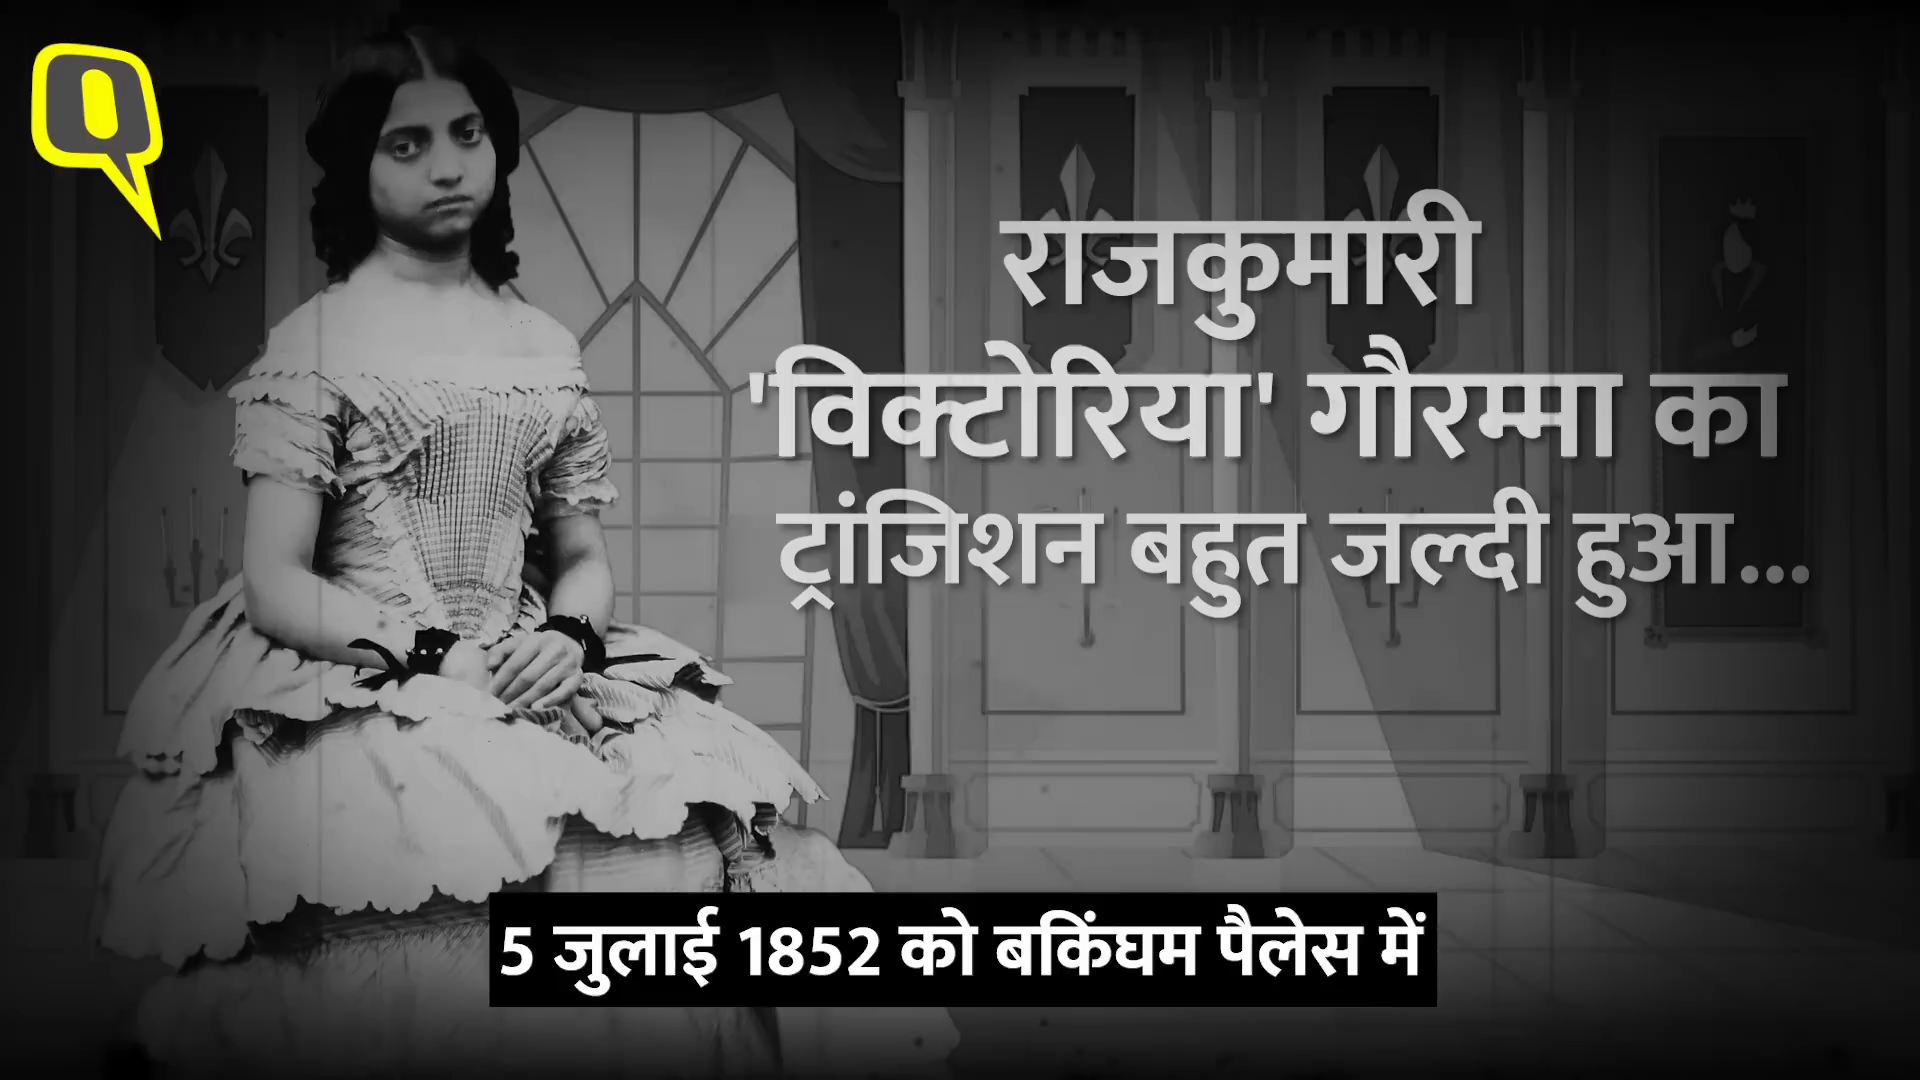 राजकुमारी
'विक्टोरिया' गौरम्मा का
ट्रांजिशन बहुत जल्दी हुआ...
5 जुलाई 1852 को बकिंघम पैलेस में